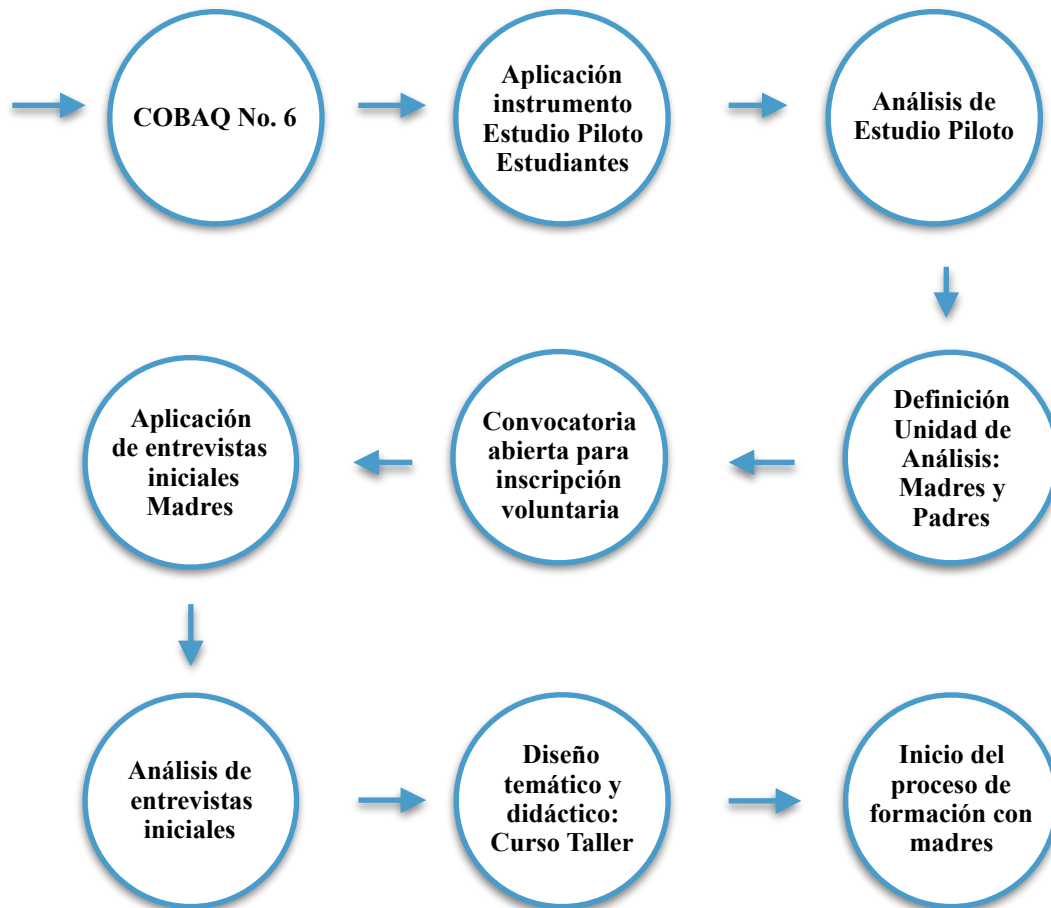 COBAQ No. 6
Aplicación
instrumento
Estudio Piloto
Estudiantes
Análisis de
Estudio Piloto
Definición
Unidad de
Análisis:
Madres y
Padres
Convocatoria
abierta para
inscripción
voluntaria
Aplicación
de entrevistas
iniciales
Madres
Análisis de
entrevistas
iniciales
Diseño
temático y
didáctico:
Curso Taller
Inicio del
proceso de
formación con
madres